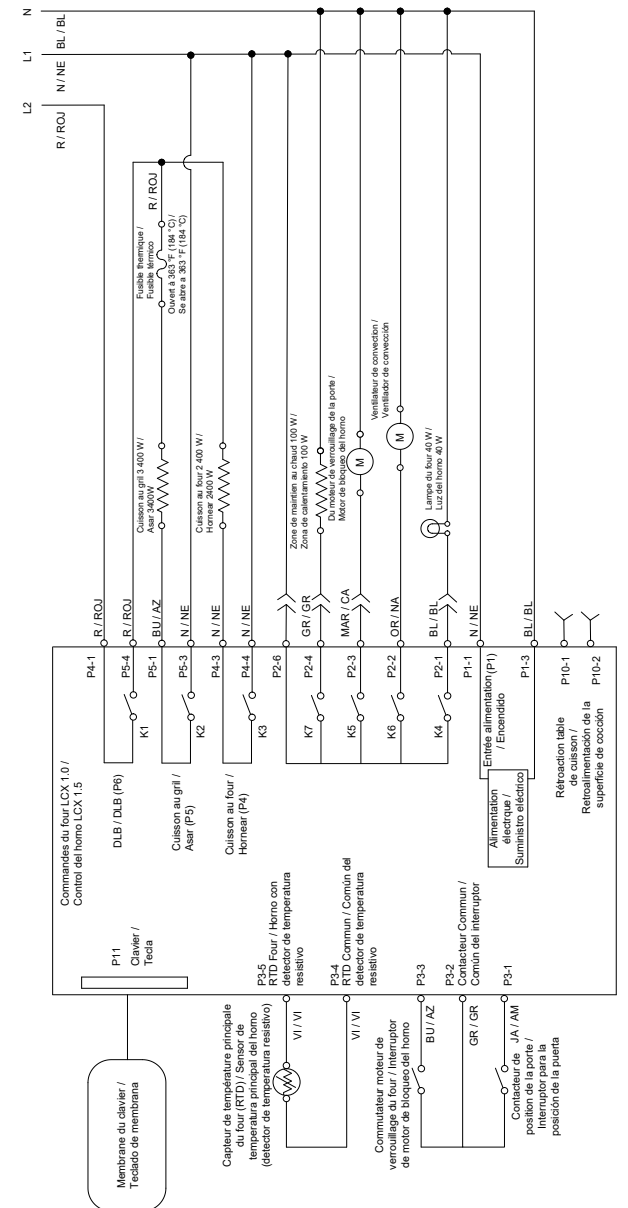 N
BL / BL
L1
N / NE
L2
R / ROJ
R / ROJ
Fusible thermique /
Fusible térmico
Ouvert à 363 °F (184 °C) /
Se abre a 363 °F (184 °C)
Cuisson au gril 3 400 W /
Asar 3400W
Cuisson au four 2 400 W /
Hornear 2400 W
Zone de maintien au chaud 100 W /
Zona de calentamiento 100 W
Du moteur de verrouillage de la porte /
Motor de bloqueo del horno
M
Ventilateur de convection /
Ventilador de convección
M
Lampe du four 40 W /
Luz del horno 40 W
R / ROJ
R / ROJ
BU / AZ
N / NE
N / NE
N / NE
GR / GR
MAR / CA
OR / NA
BL / BL
N / NE
BL / BL
P4-1
P5-4
P5-1
P5-3
P4-3
P4-4
P2-6
P2-4
P2-3
P2-2
P2-1
P1-1
P1-3
P10-1
P10-2
K1
K2
K3
K7
K5
K6
K4
Commandes du four LCX 1.0 /
Control del horno LCX 1.5
DLB / DLB (P6)
Cuisson au gril /
Asar (P5)
Cuisson au four /
Hornear (P4)
Entrée alimentation (P1)
/ Encendido
Alimentation
électrque /
Suministro eléctrico
Rétroaction table
de cuisson /
Retroalimentación de la
superficie de cocción
P11
Clavier /
Tecla
P3-5
RTD Four / Horno con
detector de temperatura
resistivo
P3-4
RTD Commun / Común del
detector de temperatura
resistivo
P3-3
P3-2
Contacteur Commun /
Común del interruptor
P3-1
VI / VI
VI / VI
BU / AZ
GR / GR
JA / AM
Membrane du clavier /
Teclado de membrana
Capteur de température principale
du four (RTD) / Sensor de
temperatura principal del horno
(detector de temperatura resistivo)
Commutateur moteur de
verrouillage du four / Interruptor
de motor de bloqueo del horno
Contacteur de
position de la porte /
Interruptor para la
posición de la puerta